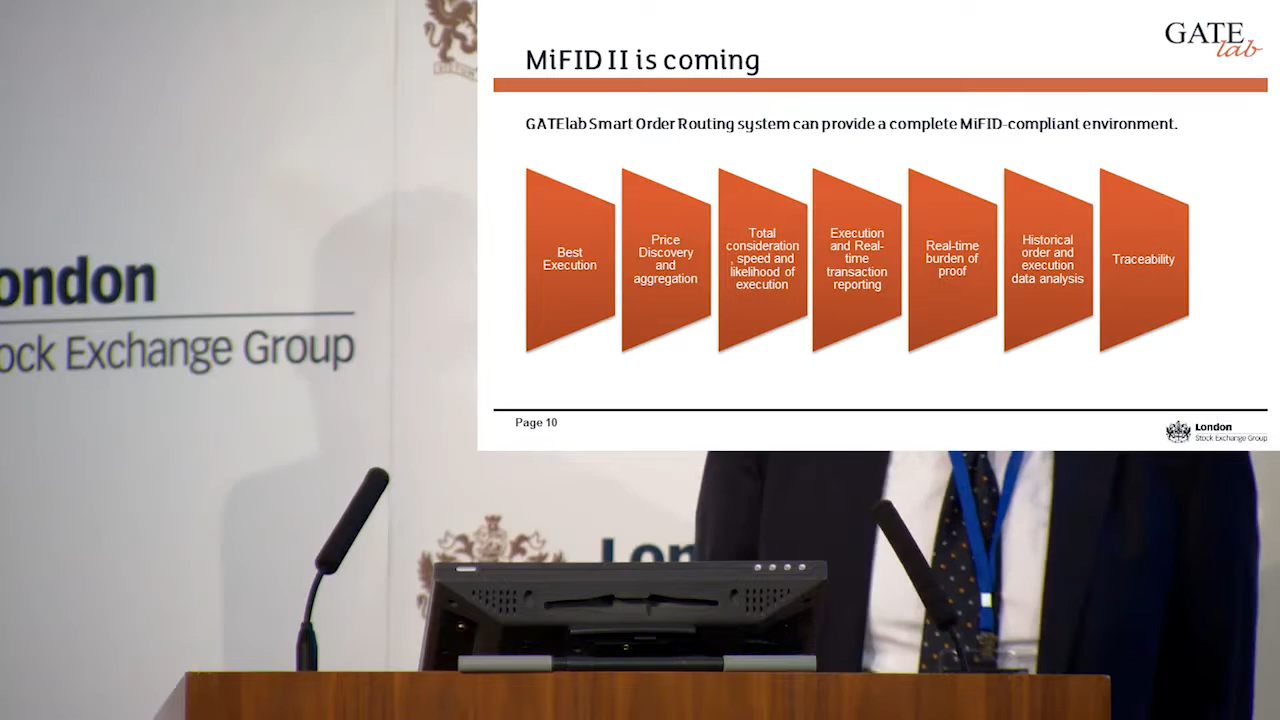 MiFID II is coming
GATE
lab
GATElab Smart Order Routing system can provide a complete MiFID-compliant environment.
Best
Execution
Price
Discovery
and
aggregation
Total
consideration
, speed and
likelihood of
execution
Execution
and Real-
time
transaction
reporting
Real-time
burden of
proof
Historical
order and
execution
data analysis
Traceability
Page 10
London
Stock Exchange Group
ondon
ock Exchange Group
Lon